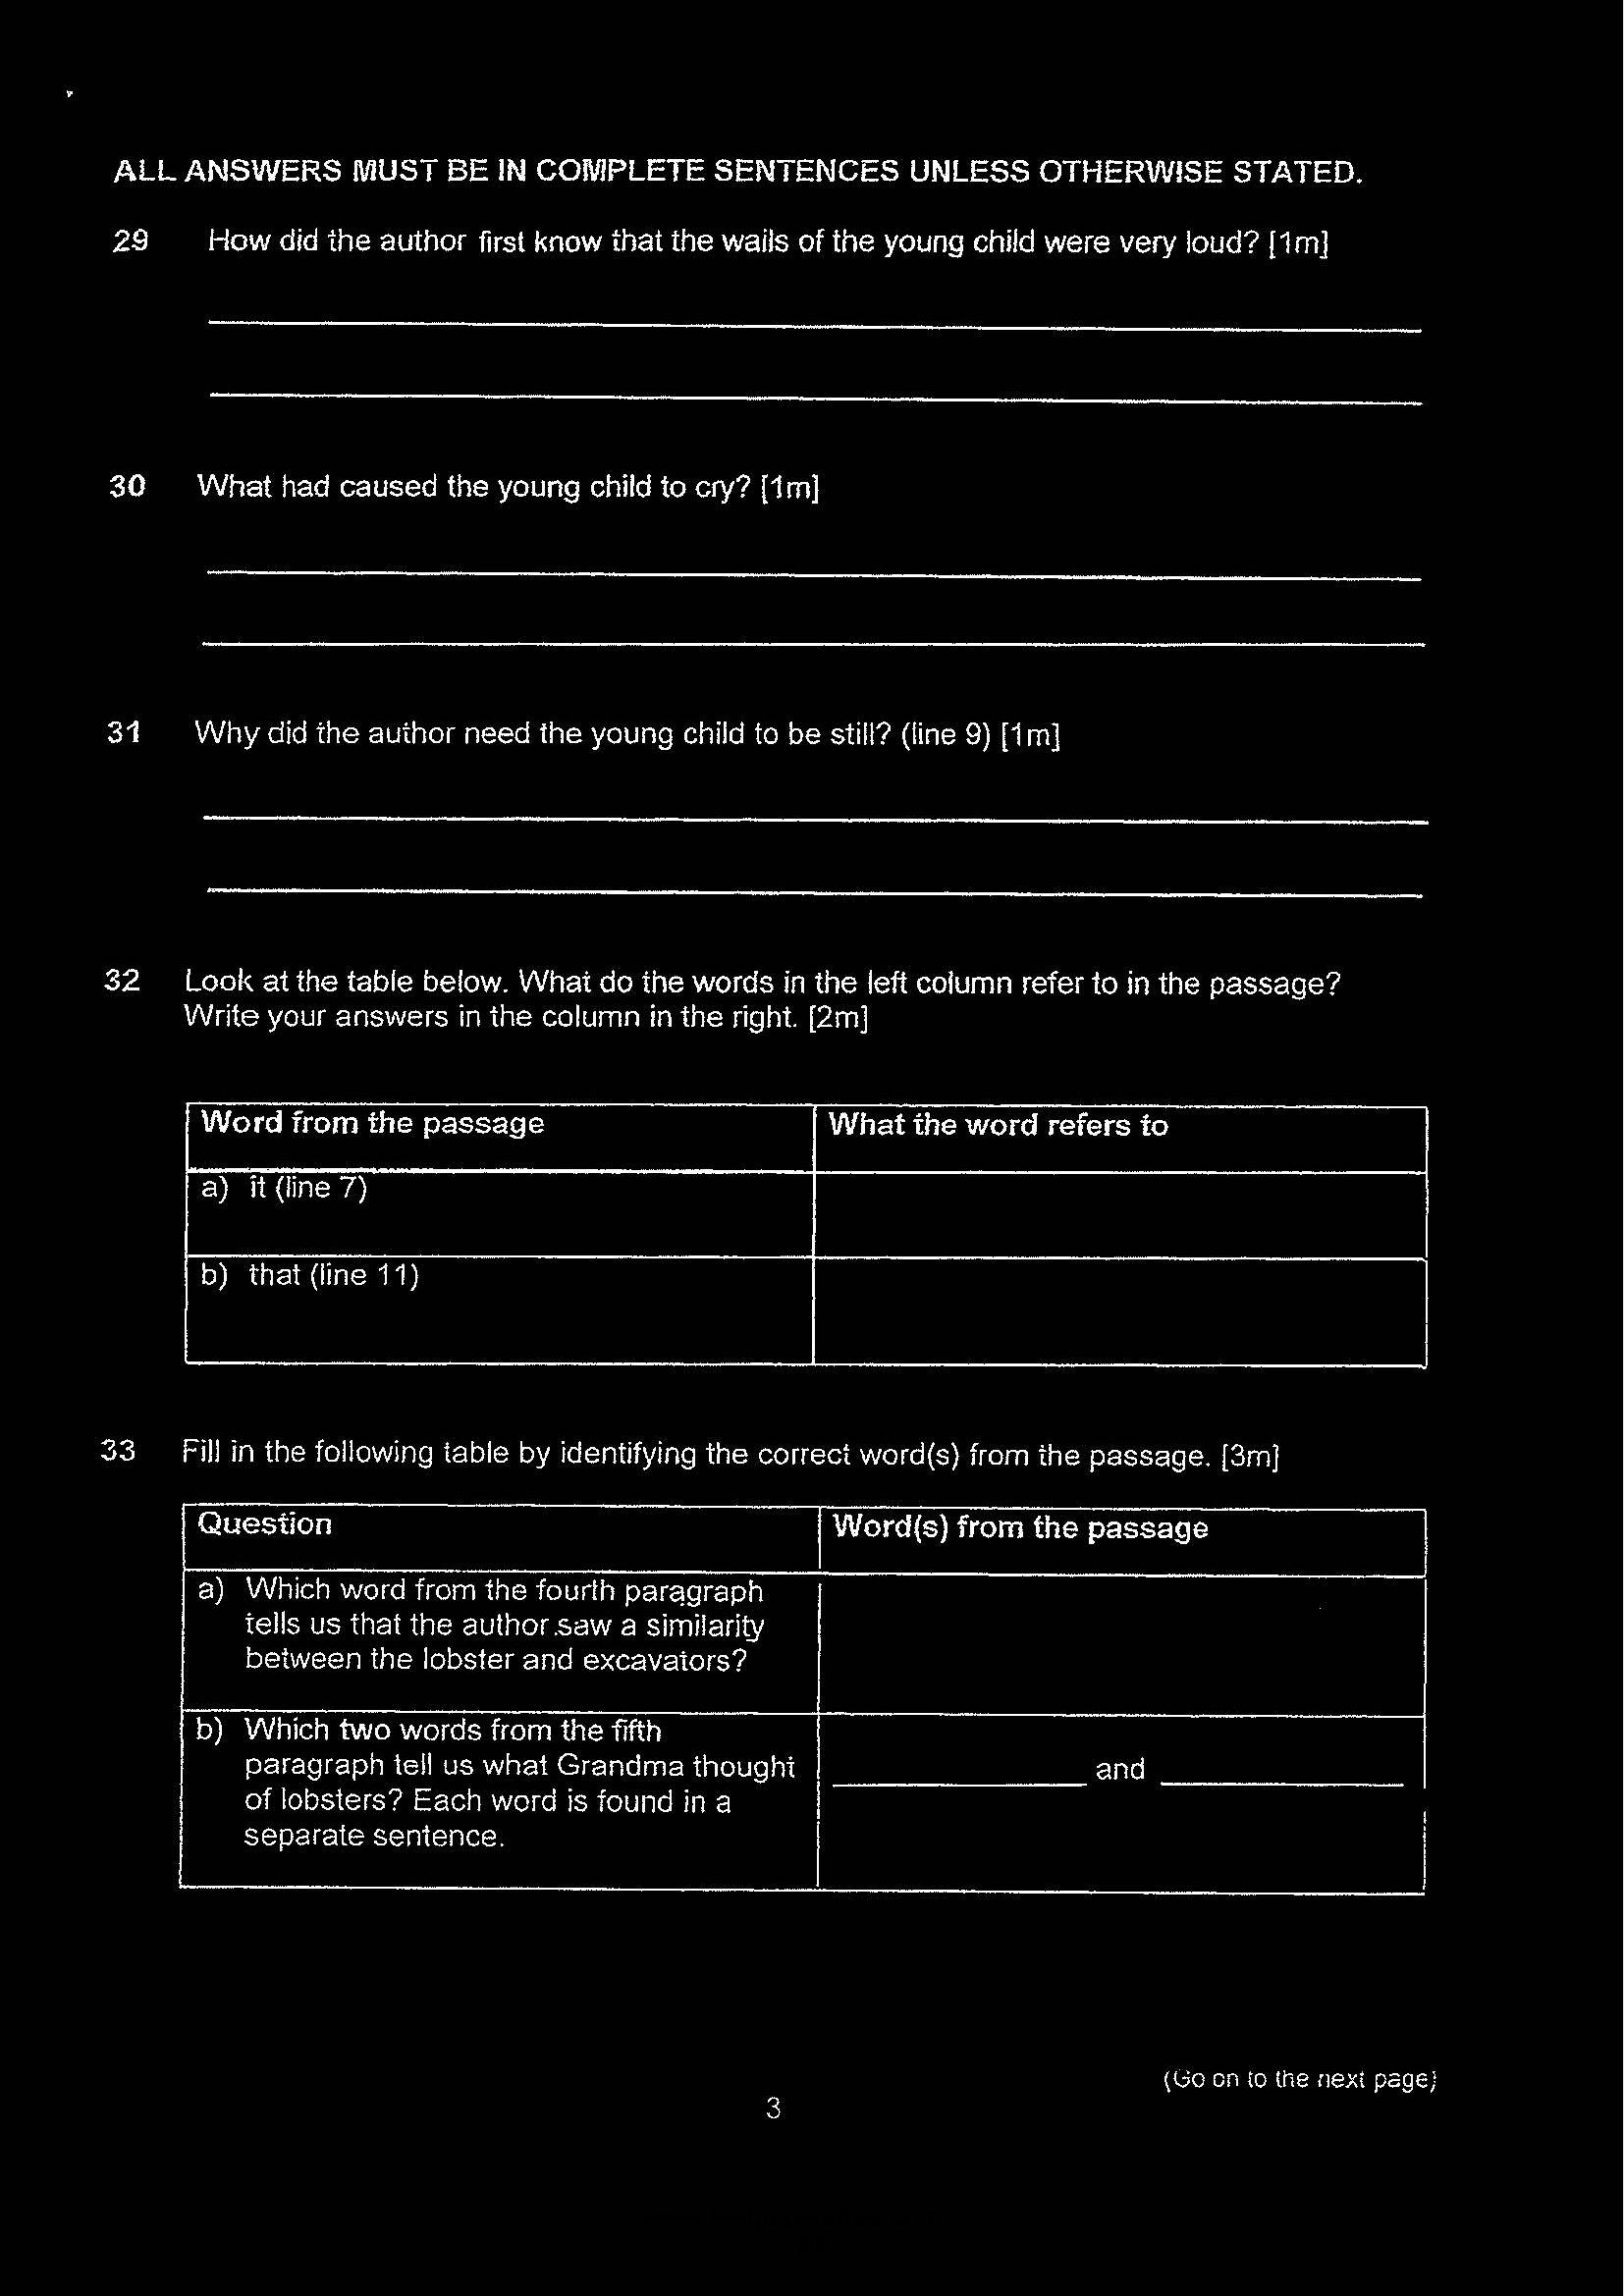 ALL ANSWERS MUST BE IN COMPLETE SENTENCES UNLESS OTHERWISE STATED.
29 How did the author first know that the wails of the young child were very loud? [1m]
30 What had caused the young child to cry? [1m]
31 Why did the author need the young child to be still? (line 9) [1m]
32 Look at the table below. What do the words in the left column refer to in the passage?
Write your answers in the column in the right. [2m]
Word from the passage What the word refers to
a) it (line 7)
b) that (line 11)
33 Fill in the following table by identifying the correct word(s) from the passage. [3m]
Question Word(s) from the passage
a) Which word from the fourth paragraph
tells us that the author saw a similarity
between the lobster and excavators?
b) Which two words from the fifth
paragraph tell us what Grandma thought
of lobsters? Each word is found in a
separate sentence.
and
(Go on to the next page)
3